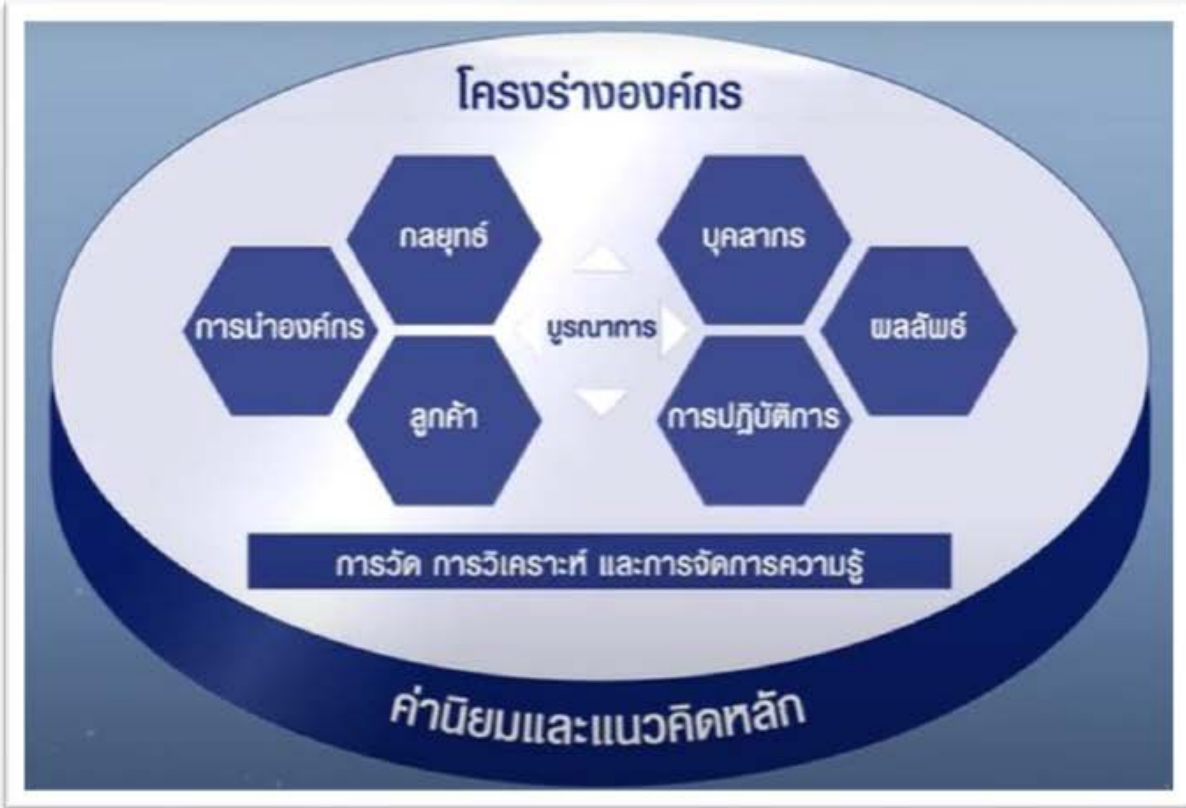 โครงร่างองค์กร
กลยุทธ์
บุคลากร
การนำองค์กร
บูรณาการ
ผลลัพธ์
ลูกค้า
การปฏิบัติการ
การวัด การวิเคราะห์ และการจัดการความรู้
ค่านิยมและแนวคิดหลัก